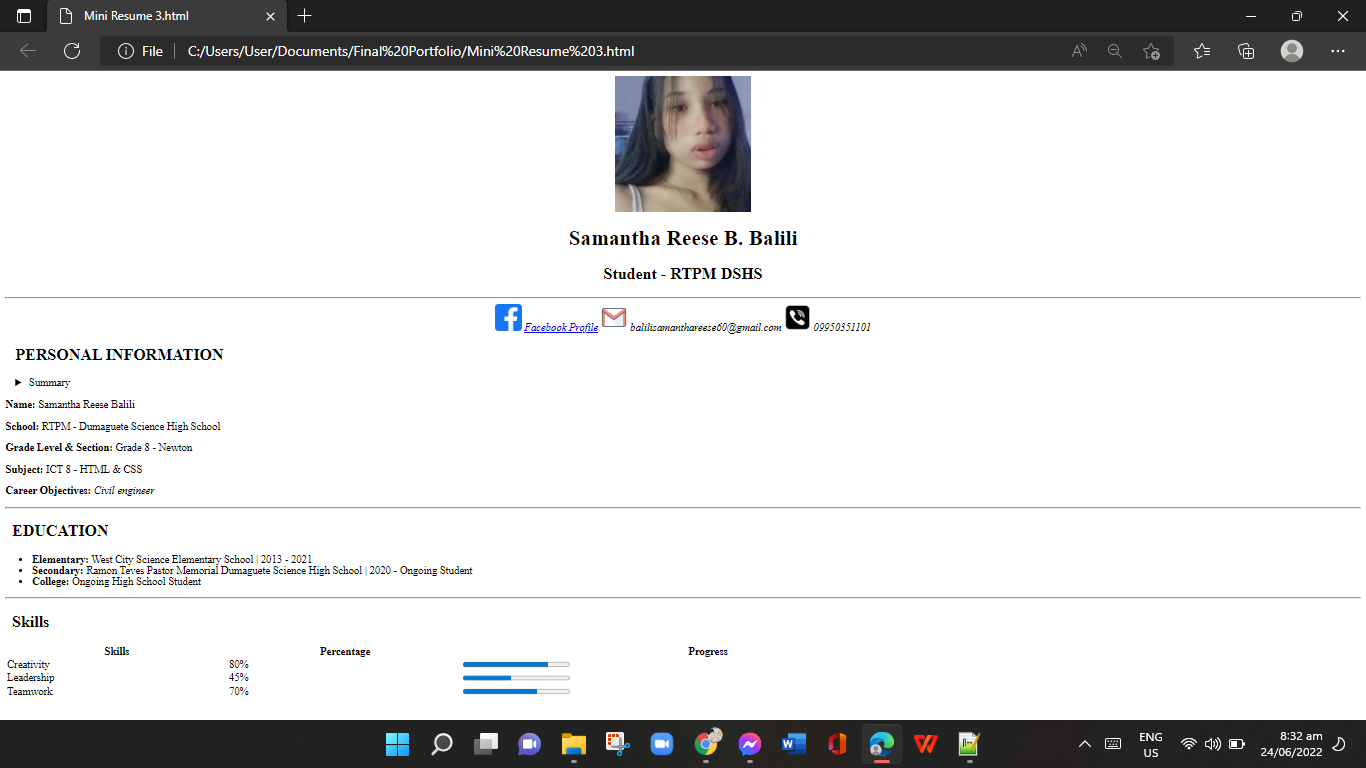 Mini Resume 3.html
File
C:/Users/User/Documents/Final%20Portfolio/Mini%20Resume%203.html
Samantha Reese B. Balili
Student - RTPM DSHS
Facebook Profile balilisamanthareese60@gmail.com 09950351101
PERSONAL INFORMATION
Summary
Name: Samantha Reese Balili
School: RTPM - Dumaguete Science High School
Grade Level & Section: Grade 8 - Newton
Subject: ICT 8 - HTML & CSS
Career Objectives: Civil engineer
EDUCATION
Elementary: West City Science Elementary School | 2013 - 2021
Secondary: Ramon Teves Pastor Memorial Dumaguete Science High School | 2020 - Ongoing Student
College: Ongoing High School Student
Skills
Skills Percentage Progress
Creativity 80%
Leadership 45%
Teamwork 70%
ENG
US
8:32 am
24/06/2022